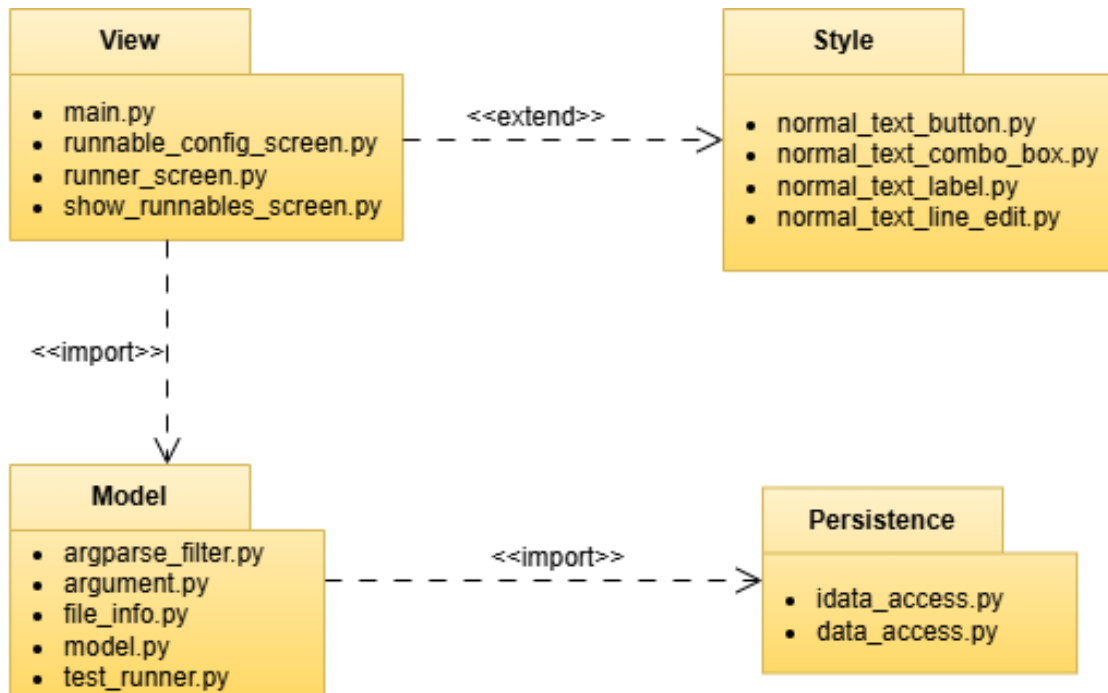 View
• main.py
• runnable_config_screen.py
• runner_screen.py
• show_runnables_screen.py
<<extend>>
Style
• normal_text_button.py
• normal_text_combo_box.py
• normal_text_label.py
• normal_text_line_edit.py
<<import>>
Model
• argparse_filter.py
• argument.py
• file_info.py
• model.py
• test_runner.py
<<import>>
Persistence
• idata_access.py
• data_access.py